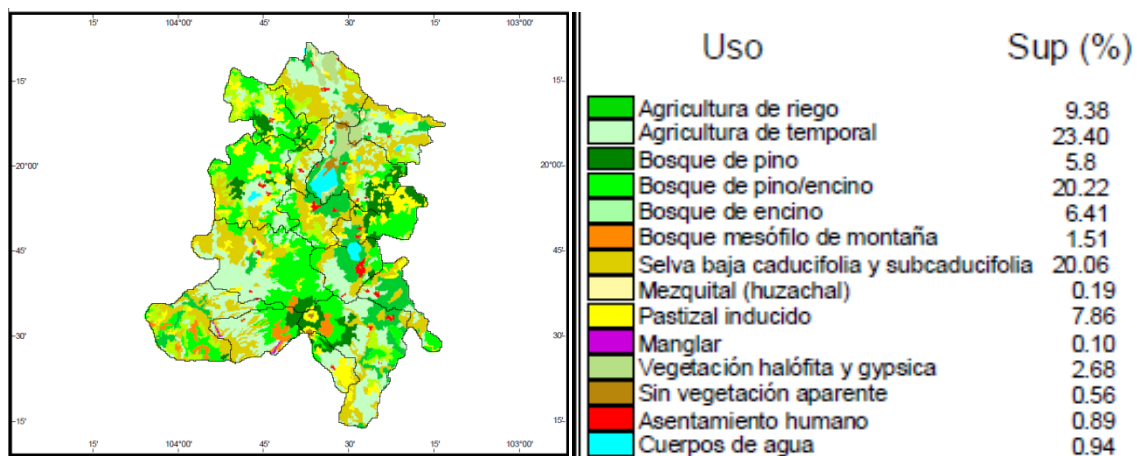 15' 104°00' 45' 30' 15' 103°00'
15' 15'
20°00' 20°00'
45' 45'
30' 30'
15' 15'
15' 104°00' 45' 30' 15' 103°00'
Uso Sup (%)
Agricultura de riego 9.38
Agricultura de temporal 23.40
Bosque de pino 5.8
Bosque de pino/encino 20.22
Bosque de encino 6.41
Bosque mesófilo de montaña 1.51
Selva baja caducifolia y subcaducifolia 20.06
Mezquital (huzachal) 0.19
Pastizal inducido 7.86
Manglar 0.10
Vegetación halófita y gypsica 2.68
Sin vegetación aparente 0.56
Asentamiento humano 0.89
Cuerpos de agua 0.94